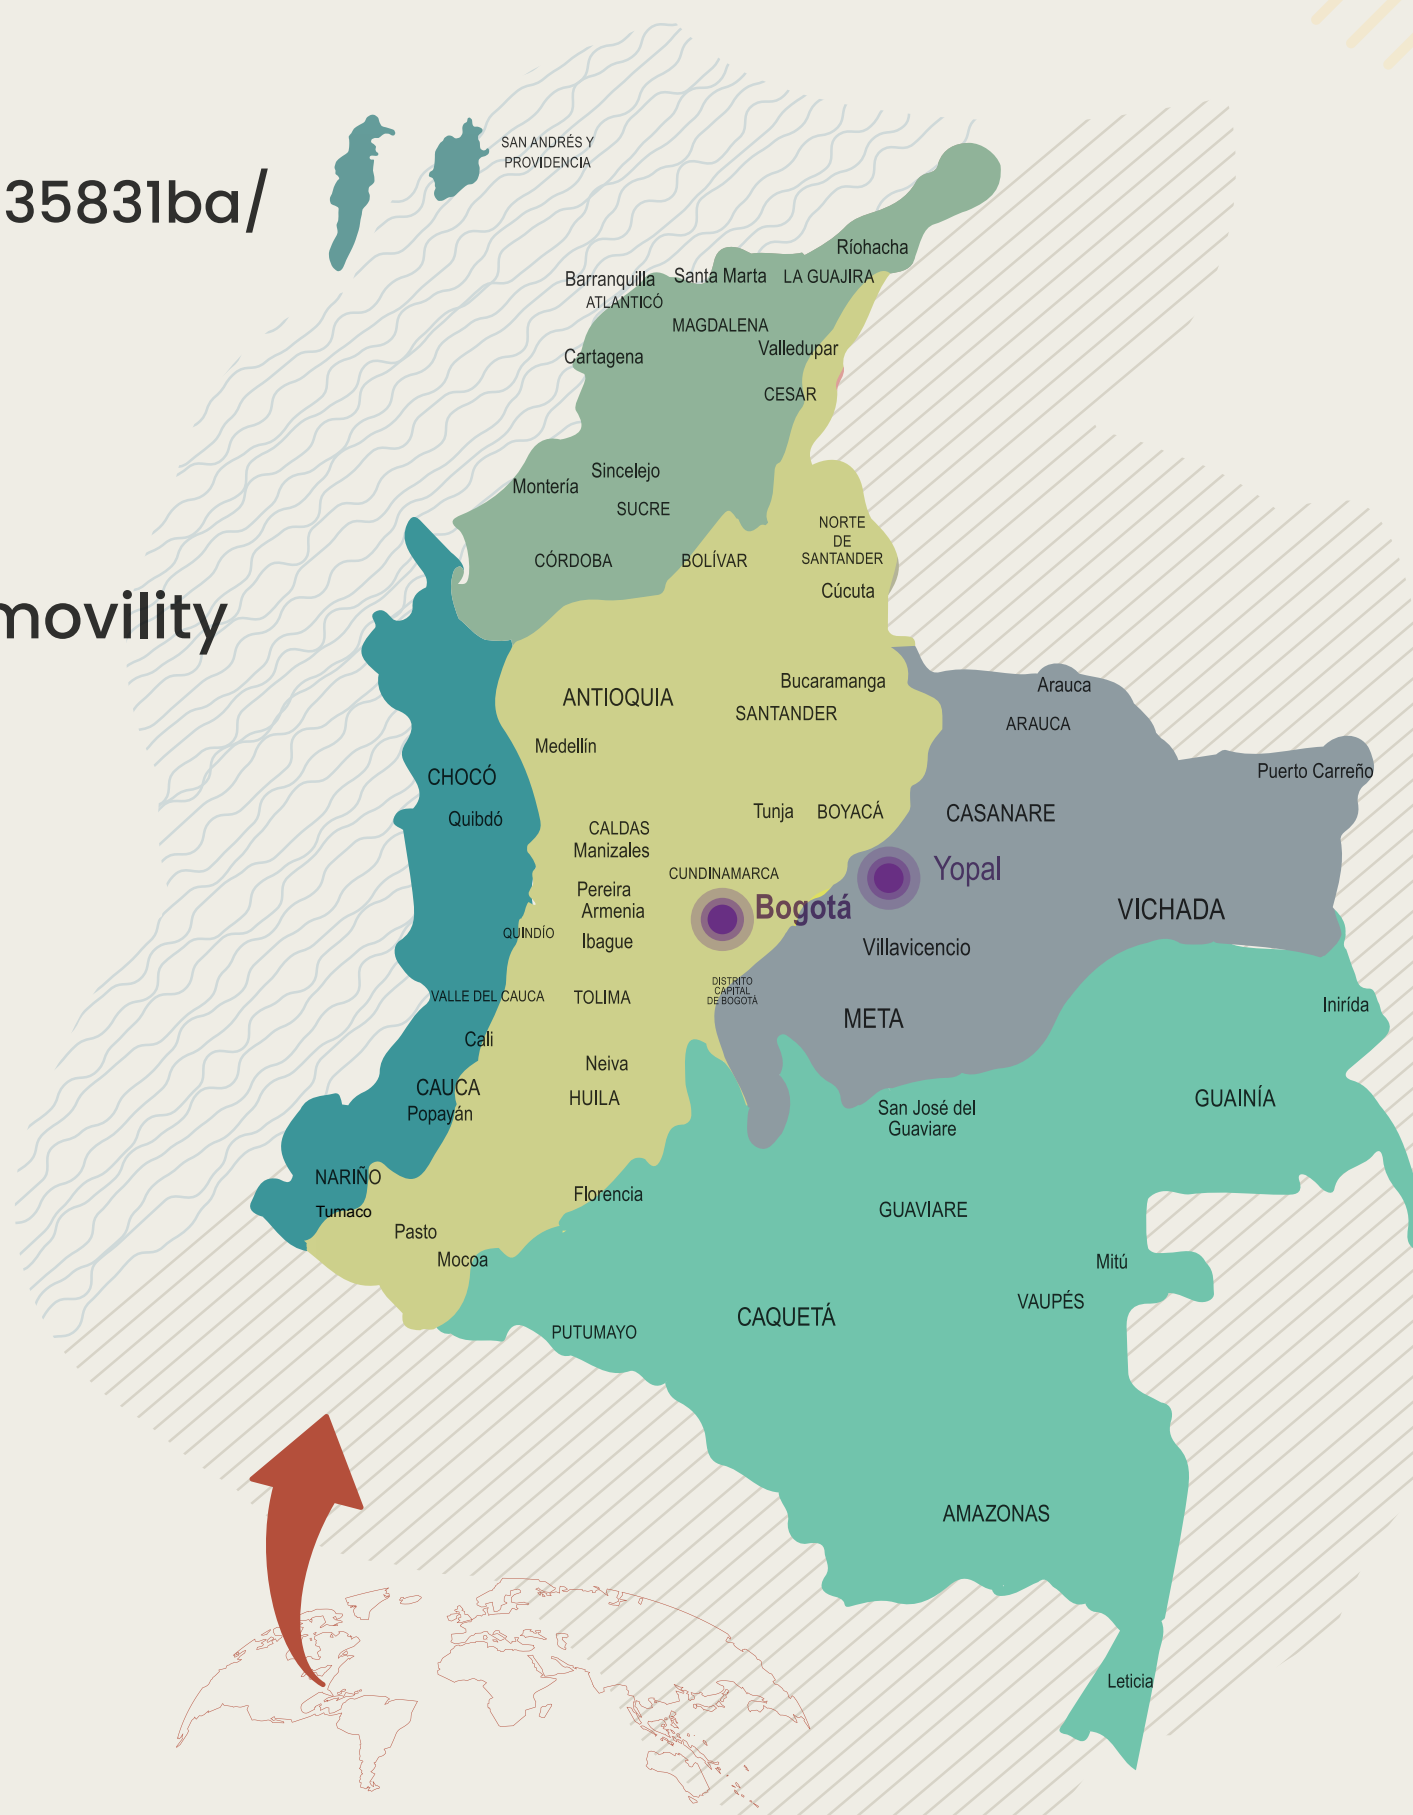 SAN ANDRÉS Y
PROVIDENCIA
35831ba/
Ríohacha
Barranquilla
Santa Marta
LA GUAJIRA
ATLANTICÓ
MAGDALENA
Valledupar
Cartagena
CESAR
Sincelejo
Montería
SUCRE
NORTE
DE
SANTANDER
CÓRDOBA
BOLÍVAR
Cúcuta
movility
Bucaramanga
Arauca
ANTIOQUIA
SANTANDER
ARAUCA
Medellín
CHOCÓ
Puerto Carreño
Quibdó
Tunja
BOYACÁ
CASANARE
CALDAS
Manizales
CUNDINAMARCA
Yopal
Pereira
Armenia
Bogotá
VICHADA
QUINDÍO
Ibague
Villavicencio
DISTRITO
CAPITAL
DE BOGOTÁ
VALLE DEL CAUCA
TOLIMA
Inirída
META
Cali
Neiva
CAUCA
HUILA
GUAINÍA
Popayán
San José del
Guaviare
NARIÑO
Florencia
Tumaco
GUAVIARE
Pasto
Mocoa
Mitú
VAUPÉS
CAQUETÁ
PUTUMAYO
AMAZONAS
Leticia